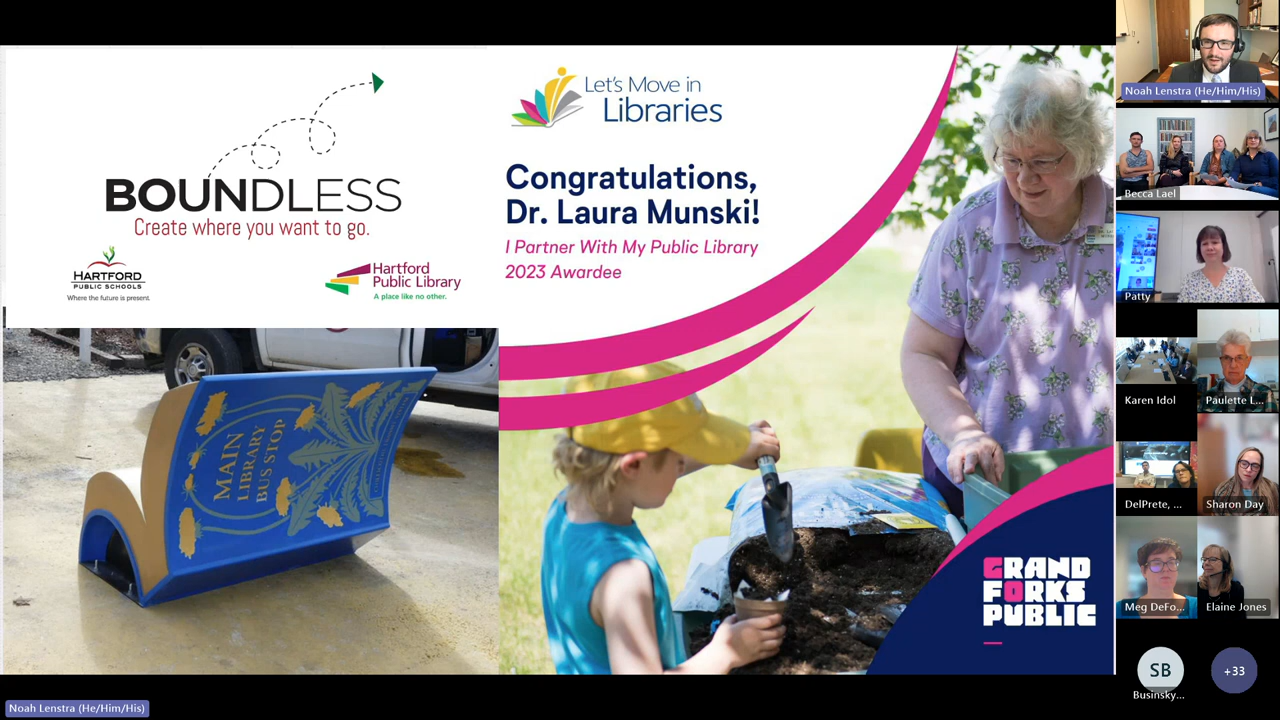 BOUNDLESS
Create where you want to go.
HARTFORD
PUBLIC SCHOOLS
Where the future is present.
Hartford
Public Library
A place like no other.
Let's Move in
Libraries
Congratulations,
Dr. Laura Munski!
I Partner With My Public Library
2023 Awardee
MAIN
LIBRARY
BUS STOP
GRAND
FORKS
PUBLIC
Noah Lenstra (He/Him/His)
Becca Lael
Patty
Karen Idol
Paulette L...
DelPrete, ...
Sharon Day
Meg DeFo...
Elaine Jones
SB
Businsky...
+33
Noah Lenstra (He/Him/His)